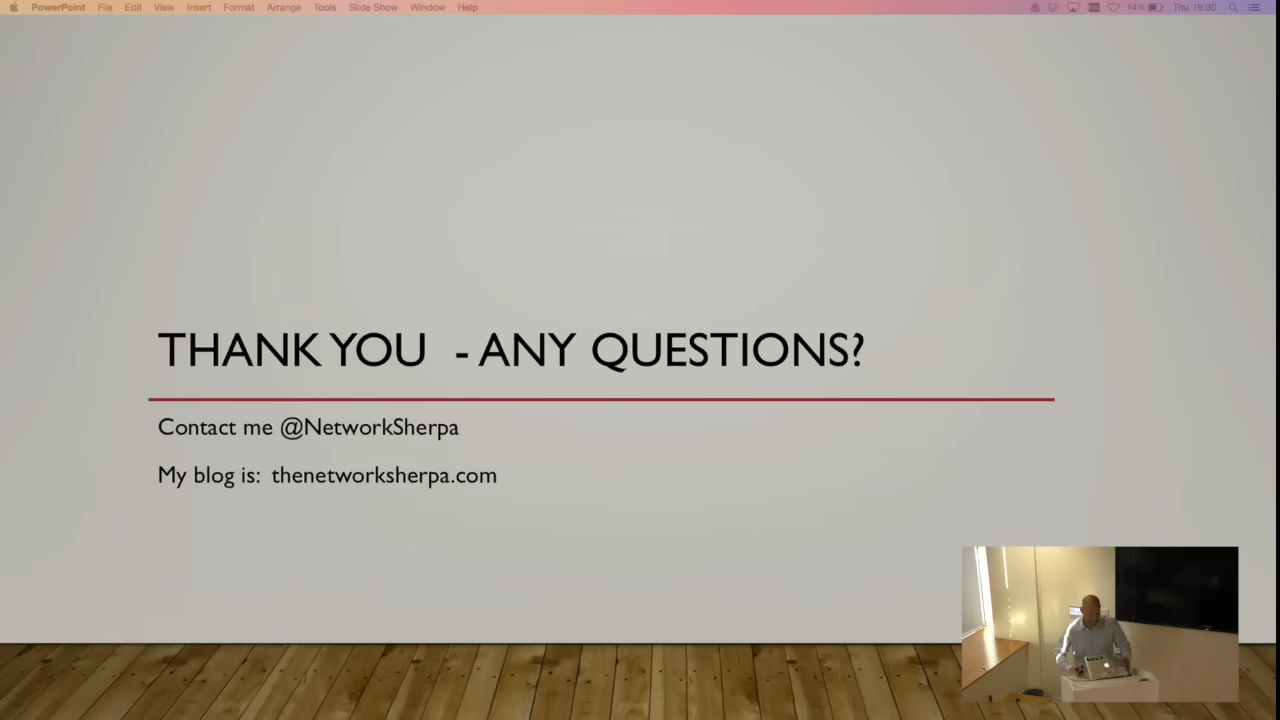 PowerPoint File Edit View Insert Format Arrange Tools Slide Show Window Help 64% Thu 19:30
THANK YOU - ANY QUESTIONS?
Contact me @NetworkSherpa
My blog is: thenetworksherpa.com